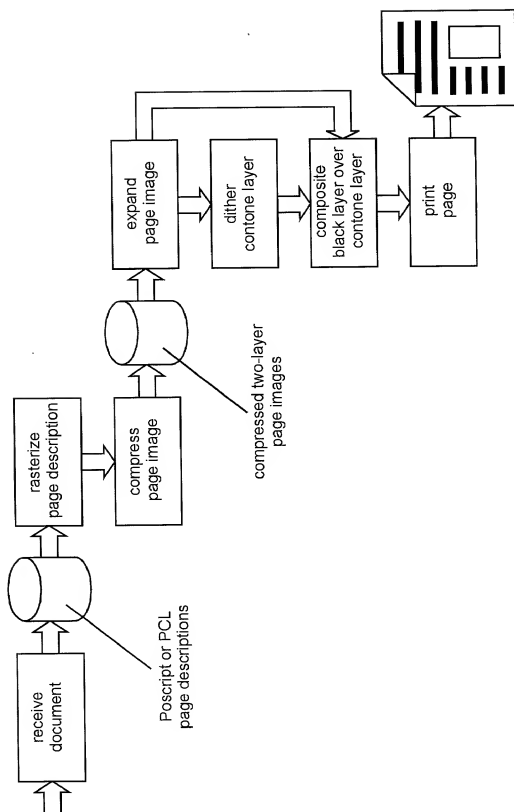 receive
document
Poscript or PCL
page descriptions
rasterize
page description
compress
page image
compressed two-layer
page images
expand
page image
dither
contone layer
composite
black layer over
contone layer
print
page